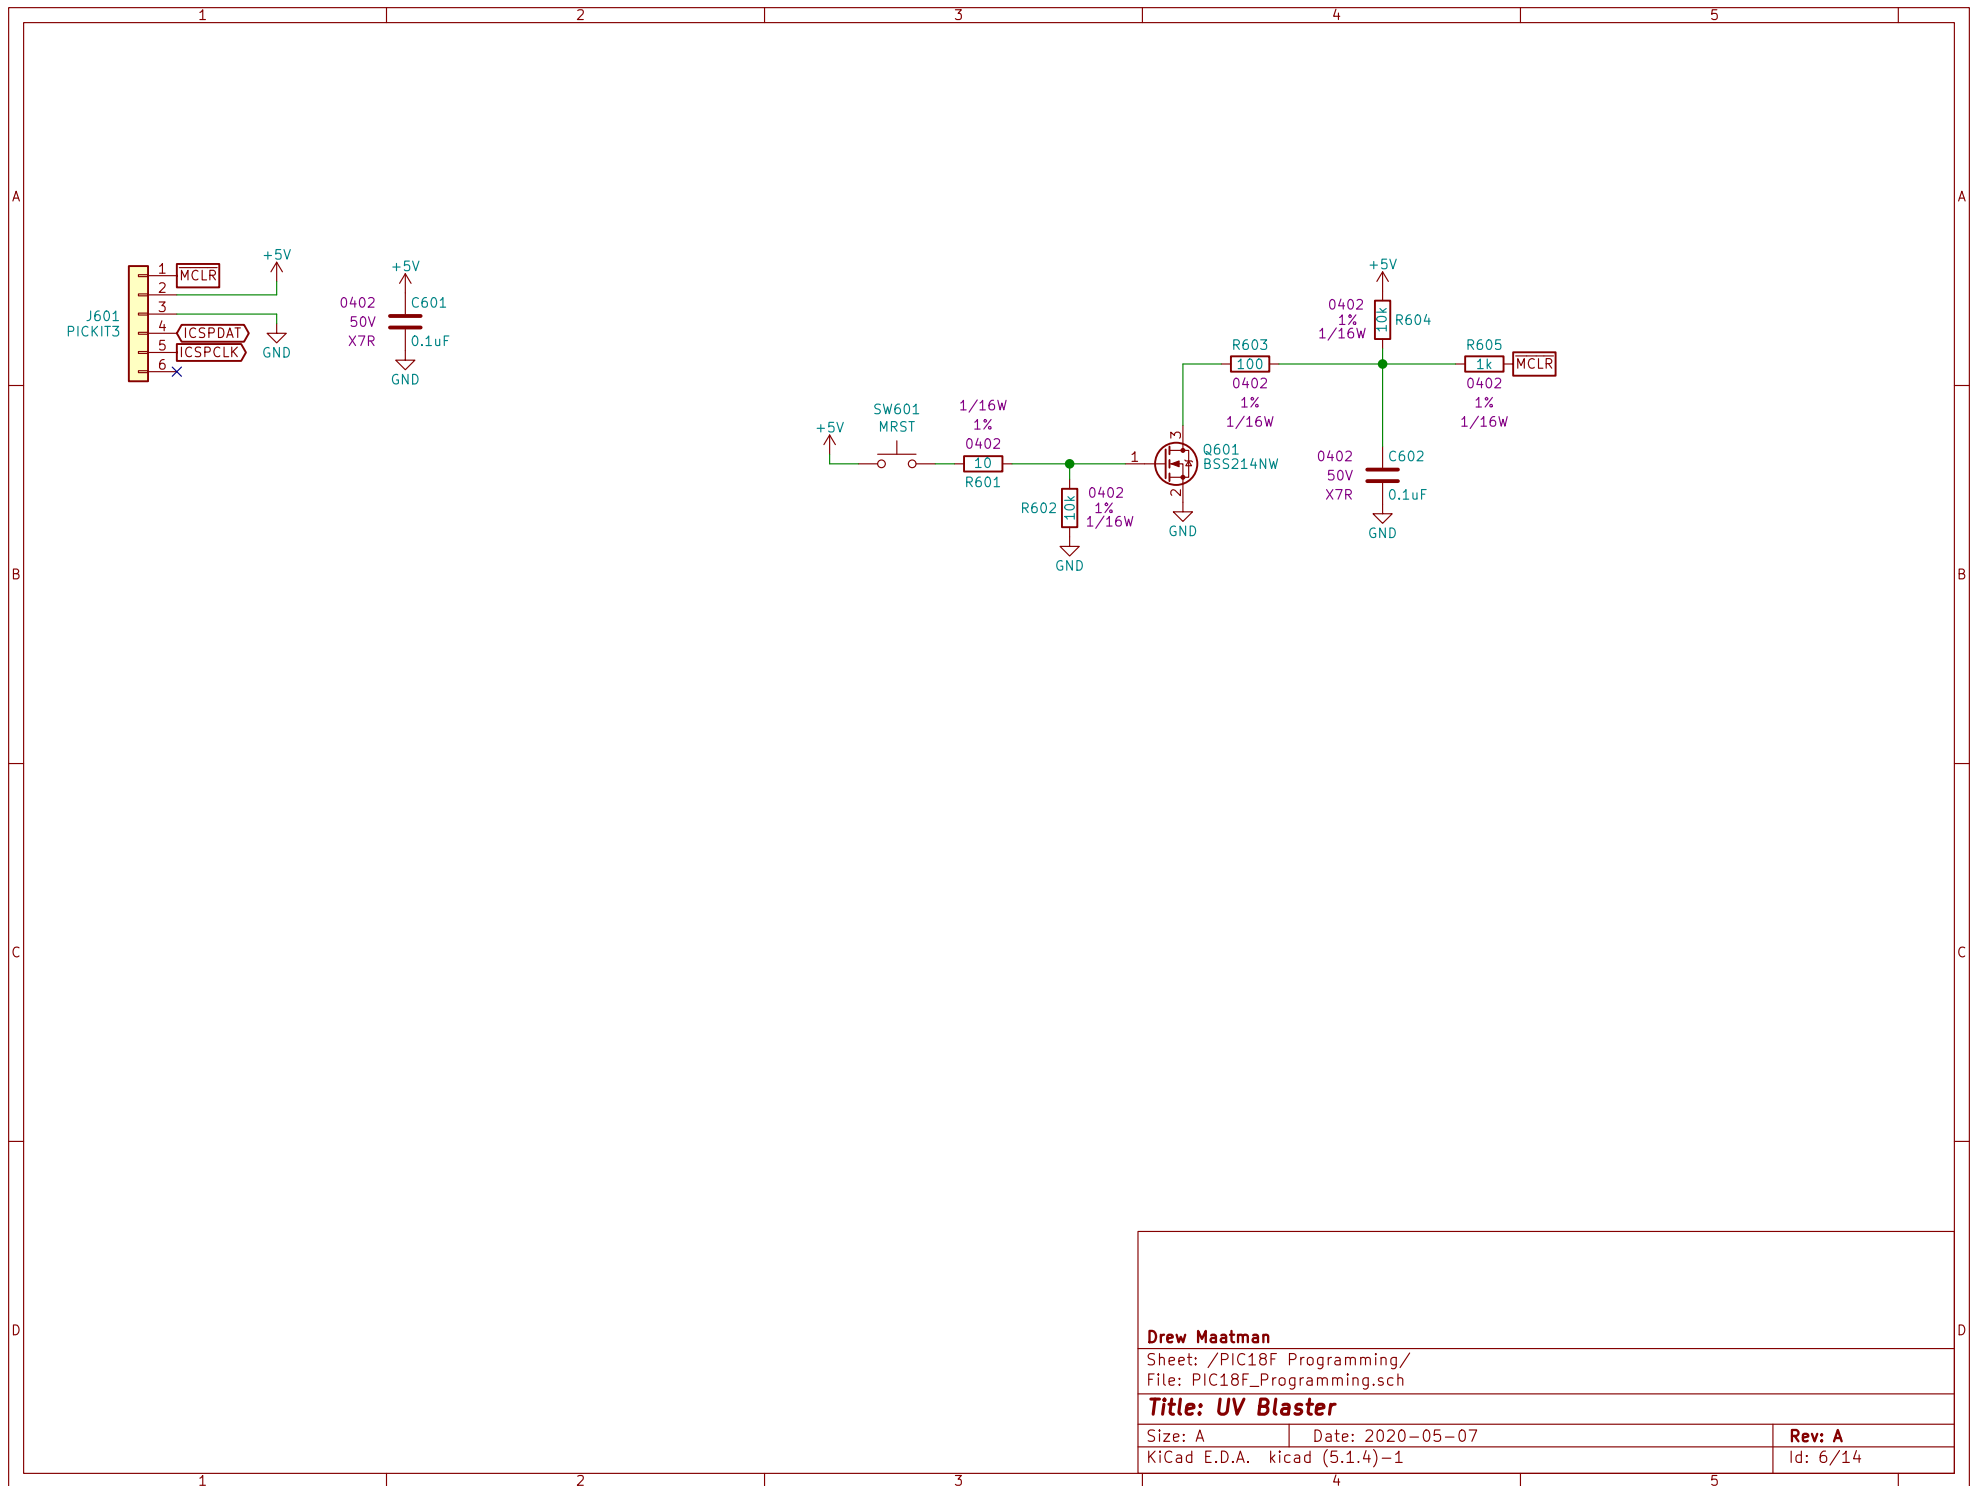 1 2 3 4 5
A A
+5V
1 MCLR
2
3
J601
PICKIT3
4 ICSPDAT
5 ICSPCLK
6
GND
+5V
0402 C601
50V
X7R 0.1uF
GND
+5V
SW601
MRST
1/16W
1%
0402
10
R601
R602 10k
0402
1%
1/16W
GND
1
3
2
Q601
BSS214NW
GND
R603
100
0402
1%
1/16W
+5V
0402
1%
1/16W
10k R604
R605
1k MCLR
0402
1%
1/16W
0402 C602
50V
X7R 0.1uF
GND
B B
C C
D D
Drew Maatman
Sheet: /PIC18F Programming/
File: PIC18F_Programming.sch
Title: UV Blaster
Size: A Date: 2020-05-07 Rev: A
KiCad E.D.A. kicad (5.1.4)-1 Id: 6/14
1 2 3 4 5